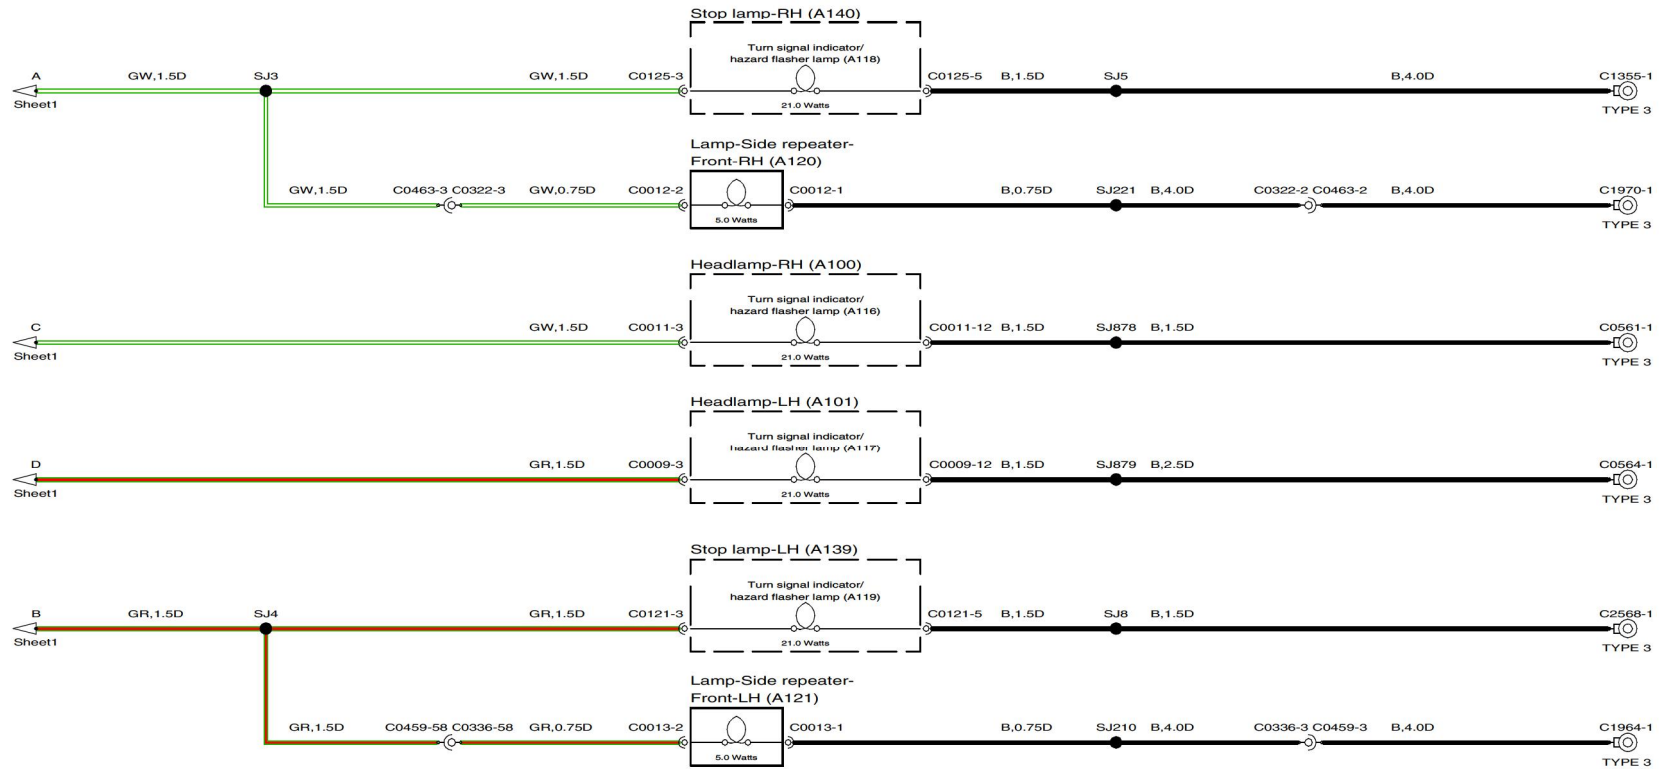 Stop lamp-RH (A140)
Turn signal indicator/
hazard flasher lamp (A118)
A GW,1.5D SJ3 GW,1.5D C0125-3 C0125-5 B,1.5D SJ5 B,4.0D C1355-1
Sheet1 21.0 Watts TYPE 3
Lamp-Side repeater-
Front-RH (A120)
GW,1.5D C0463-3 C0322-3 GW,0.75D C0012-2 C0012-1 B,0.75D SJ221 B,4.0D C0322-2 C0463-2 B,4.0D C1970-1
5.0 Watts TYPE 3
Headlamp-RH (A100)
Turn signal indicator/
hazard flasher lamp (A116)
C GW,1.5D C0011-3 C0011-12 B,1.5D SJ878 B,1.5D C0561-1
Sheet1 21.0 Watts TYPE 3
Headlamp-LH (A101)
Turn signal indicator/
hazard flasher lamp (A117)
D GR,1.5D C0009-3 C0009-12 B,1.5D SJ879 B,2.5D C0564-1
Sheet1 21.0 Watts TYPE 3
Stop lamp-LH (A139)
Turn signal indicator/
hazard flasher lamp (A119)
B GR,1.5D SJ4 GR,1.5D C0121-3 C0121-5 B,1.5D SJ8 B,1.5D C2568-1
Sheet1 21.0 Watts TYPE 3
Lamp-Side repeater-
Front-LH (A121)
GR,1.5D C0459-58 C0336-58 GR,0.75D C0013-2 C0013-1 B,0.75D SJ210 B,4.0D C0336-3 C0459-3 B,4.0D C1964-1
5.0 Watts TYPE 3